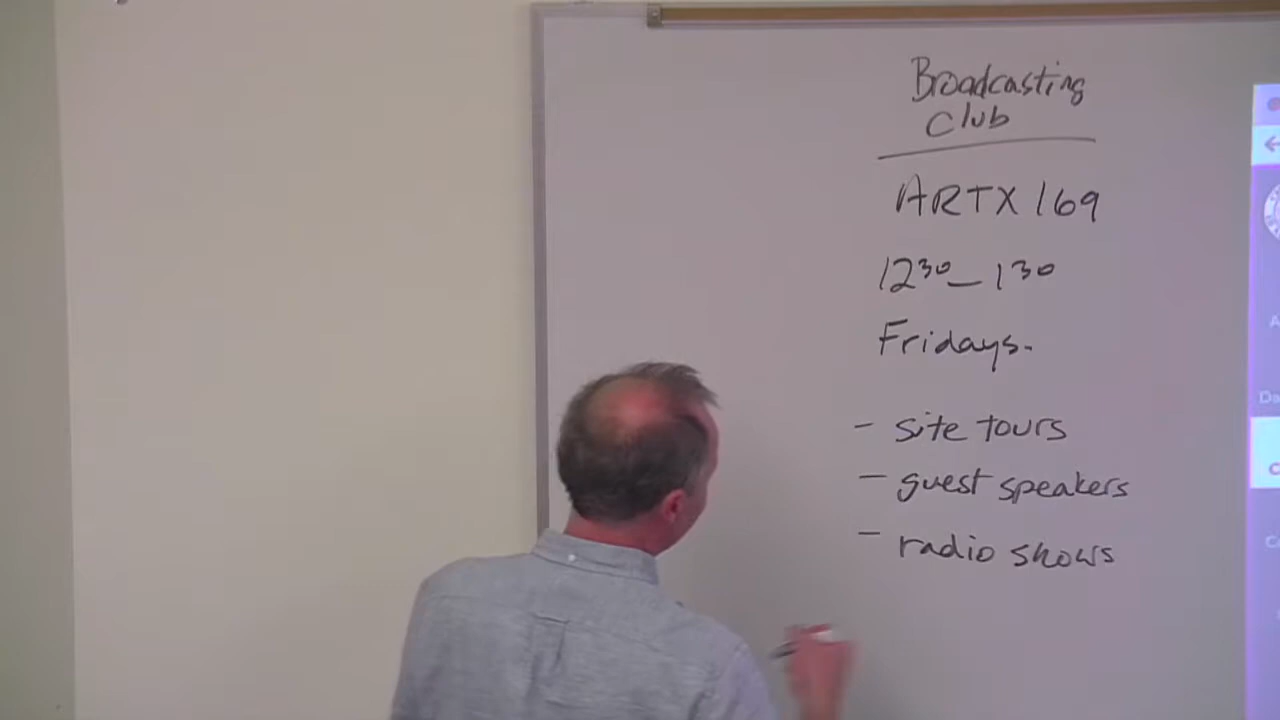 Broadcasting
Club
ARTX 169
12³⁰ – 1³⁰
Fridays.
- site tours
- guest speakers
- radio shows